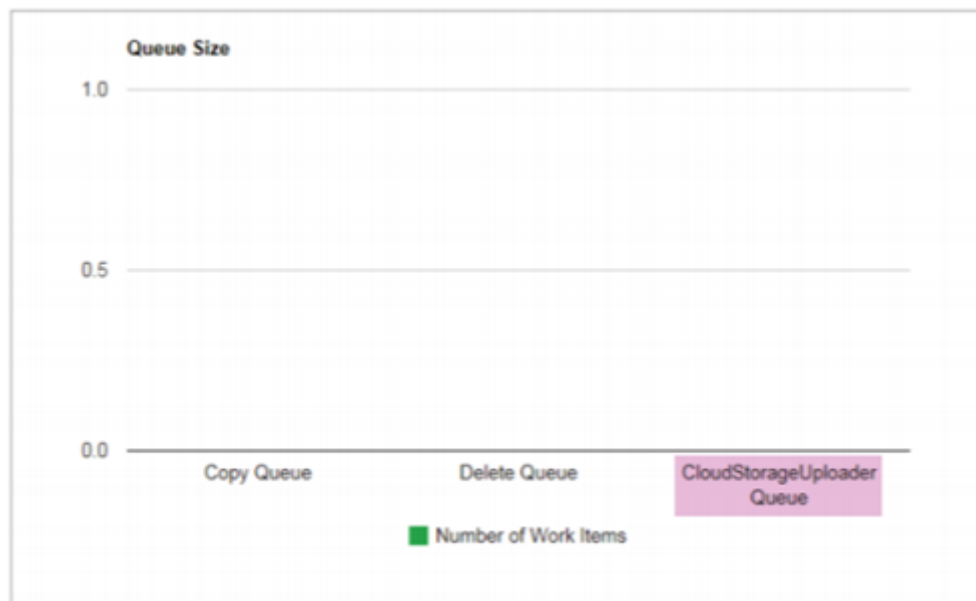 Queue Size
1.0
0.5
0.0
Copy Queue
Delete Queue
CloudStorageUploader
Queue
Number of Work Items